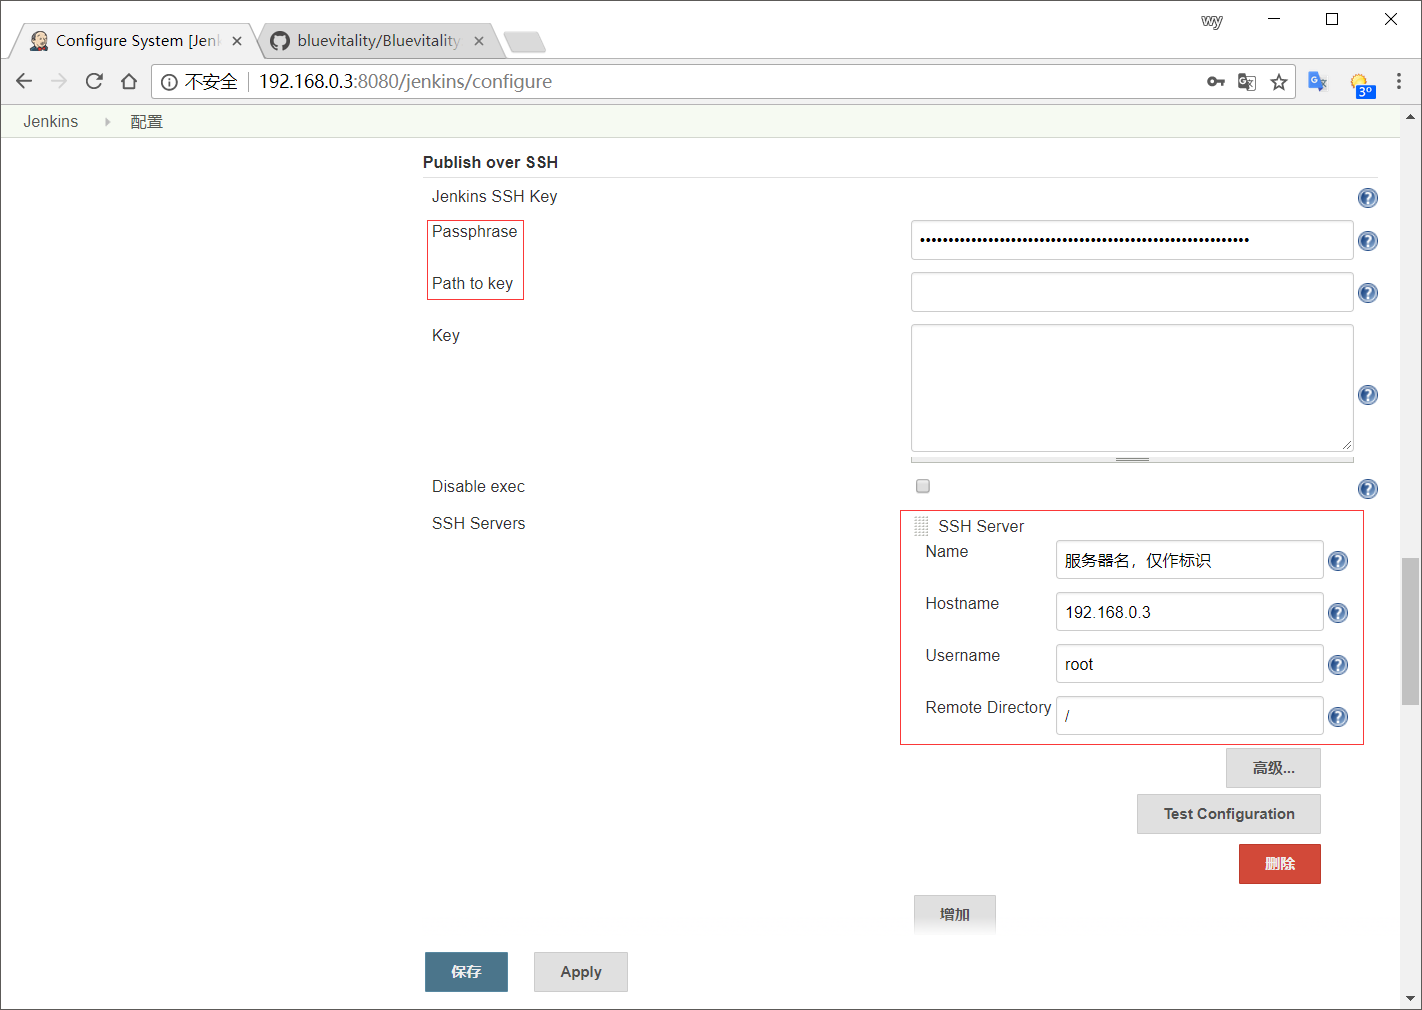 wy
Configure System [Jen
bluevitality/Bluevitality
不安全
192.168.0.3:8080/jenkins/configure
3º
Jenkins
配置
Publish over SSH
Jenkins SSH Key
Passphrase
••••••••••••••••••••••••••••••••••••••••••••••••••••••••••
Path to key
Key
Disable exec
SSH Servers
SSH Server
Name
服务器名，仅作标识
Hostname
192.168.0.3
Username
root
Remote Directory
/
高级...
Test Configuration
删除
增加
保存
Apply